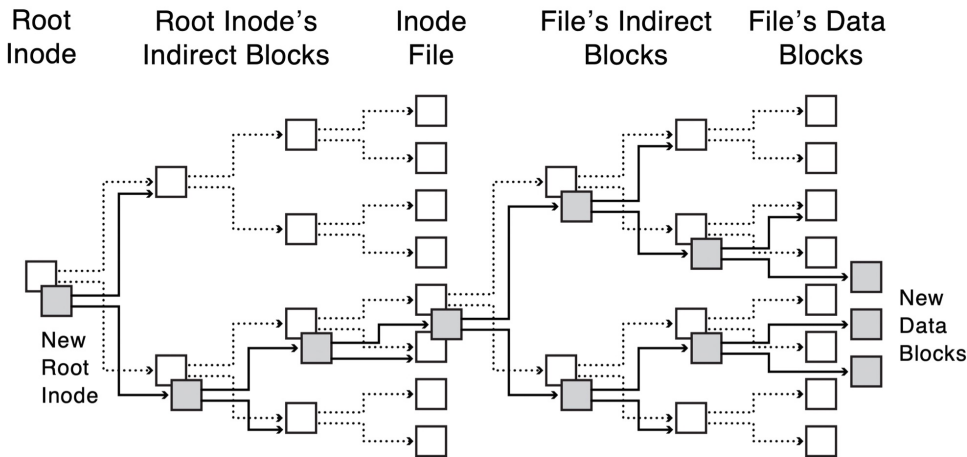 Root
Inode
Root Inode's
Indirect Blocks
Inode
File
File's Indirect
Blocks
File's Data
Blocks
New
Root
Inode
New
Data
Blocks